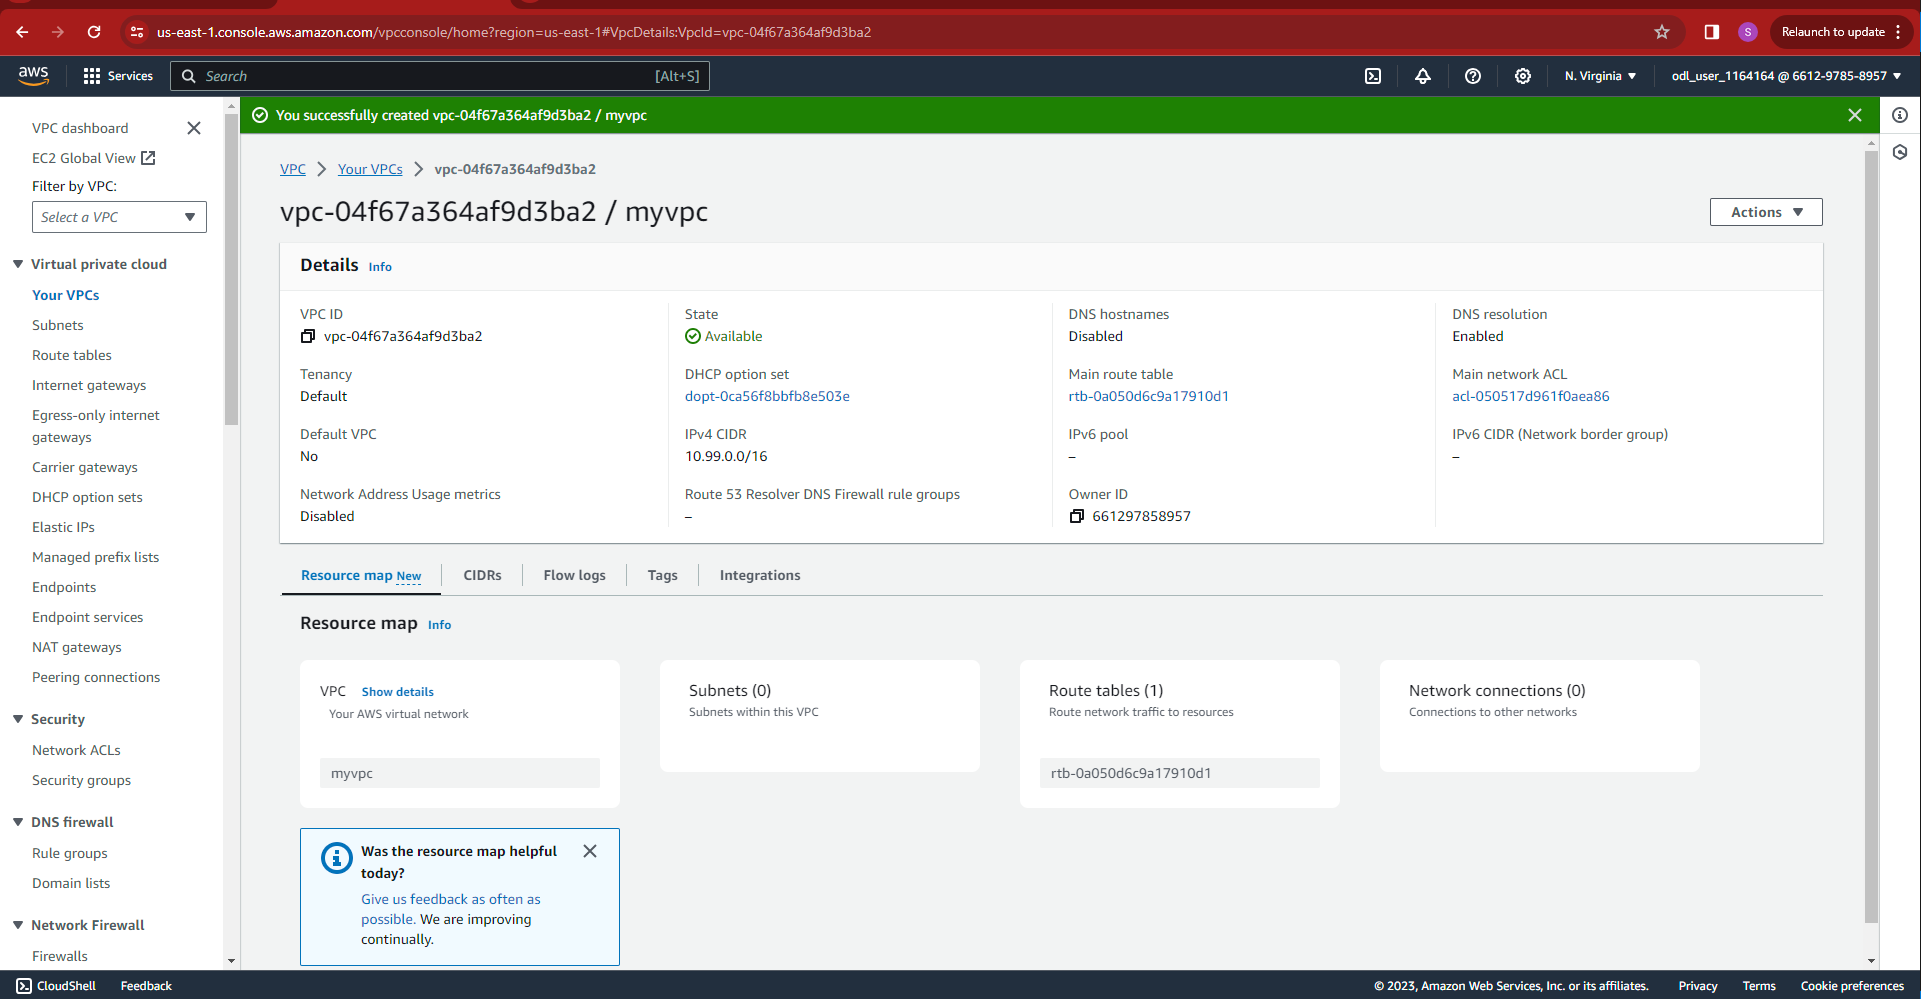 us-east-1.console.aws.amazon.com/vpcconsole/home?region=us-east-1#VpcDetails:VpcId=vpc-04f67a364af9d3ba2
S
Relaunch to update
aws
Services
Search
[Alt+S]
N. Virginia
odl_user_1164164 @ 6612-9785-8957
VPC dashboard
EC2 Global View
Filter by VPC:
Select a VPC
Virtual private cloud
Your VPCs
Subnets
Route tables
Internet gateways
Egress-only internet
gateways
Carrier gateways
DHCP option sets
Elastic IPs
Managed prefix lists
Endpoints
Endpoint services
NAT gateways
Peering connections
Security
Network ACLs
Security groups
DNS firewall
Rule groups
Domain lists
Network Firewall
Firewalls
You successfully created vpc-04f67a364af9d3ba2 / myvpc
VPC
Your VPCs
vpc-04f67a364af9d3ba2
vpc-04f67a364af9d3ba2 / myvpc
Actions
Details Info
VPC ID
vpc-04f67a364af9d3ba2
State
Available
DNS hostnames
Disabled
DNS resolution
Enabled
Tenancy
Default
DHCP option set
dopt-0ca56f8bbfb8e503e
Main route table
rtb-0a050d6c9a17910d1
Main network ACL
acl-050517d961f0aea86
Default VPC
No
IPv4 CIDR
10.99.0.0/16
IPv6 pool
–
IPv6 CIDR (Network border group)
–
Network Address Usage metrics
Disabled
Route 53 Resolver DNS Firewall rule groups
–
Owner ID
661297858957
Resource map New
CIDRs
Flow logs
Tags
Integrations
Resource map Info
VPC Show details
Your AWS virtual network
myvpc
Subnets (0)
Subnets within this VPC
Route tables (1)
Route network traffic to resources
rtb-0a050d6c9a17910d1
Network connections (0)
Connections to other networks
Was the resource map helpful
today?
Give us feedback as often as
possible. We are improving
continually.
CloudShell
Feedback
© 2023, Amazon Web Services, Inc. or its affiliates.
Privacy
Terms
Cookie preferences